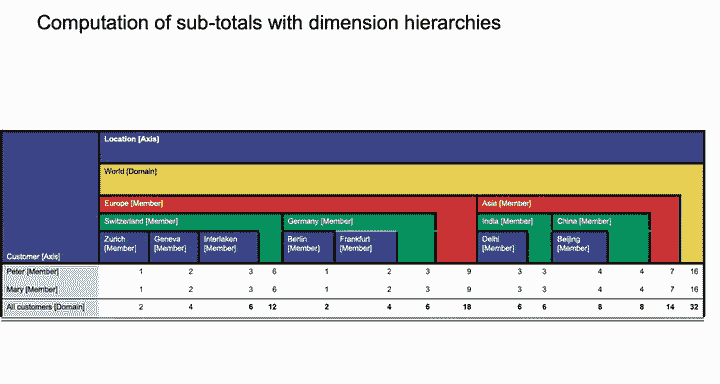 Computation of sub-totals with dimension hierarchies
Location [Axis]
World [Domain]
Europe [Member] Asia [Member]
Switzerland [Member] Germany [Member] India [Member] China [Member]
Zurich [Member] Geneva [Member] Interlaken [Member] Berlin [Member] Frankfurt [Member] Delhi [Member] Beijing [Member]
Customer [Axis]
Peter [Member] 1 2 3 6 1 2 3 9 3 3 4 4 7 16
Mary [Member] 1 2 3 6 1 2 3 9 3 3 4 4 7 16
All customers [Domain] 2 4 6 12 2 4 6 18 6 6 8 8 14 32